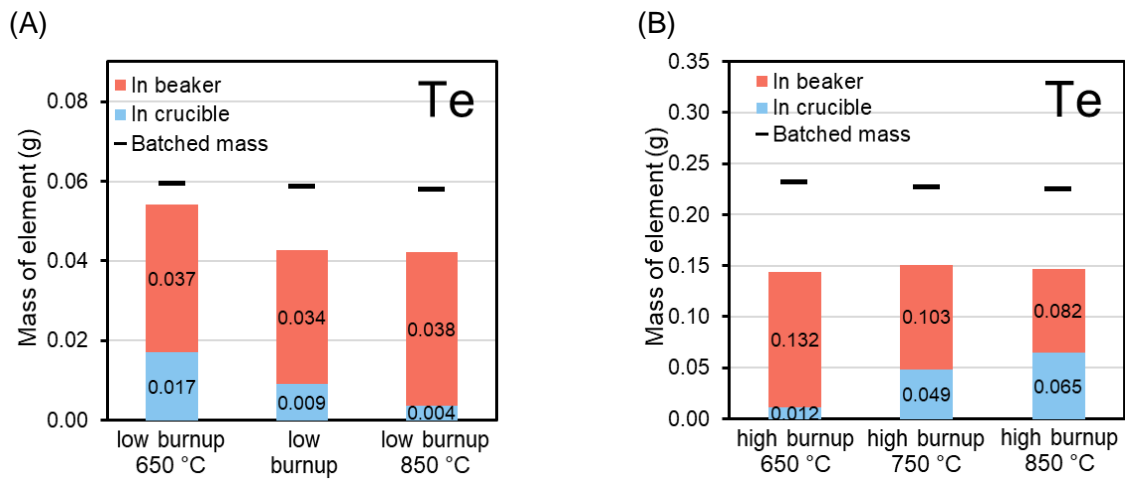 (A)
Te
In beaker
In crucible
Batched mass
Mass of element (g)
0.08
0.06
0.04
0.02
0.00
0.037
0.017
0.034
0.009
0.038
0.004
low burnup
650 °C
low
burnup
low burnup
850 °C
(B)
Te
In beaker
In crucible
Batched mass
Mass of element (g)
0.35
0.30
0.25
0.20
0.15
0.10
0.05
0.00
0.132
0.012
0.103
0.049
0.082
0.065
high burnup
650 °C
high burnup
750 °C
high burnup
850 °C